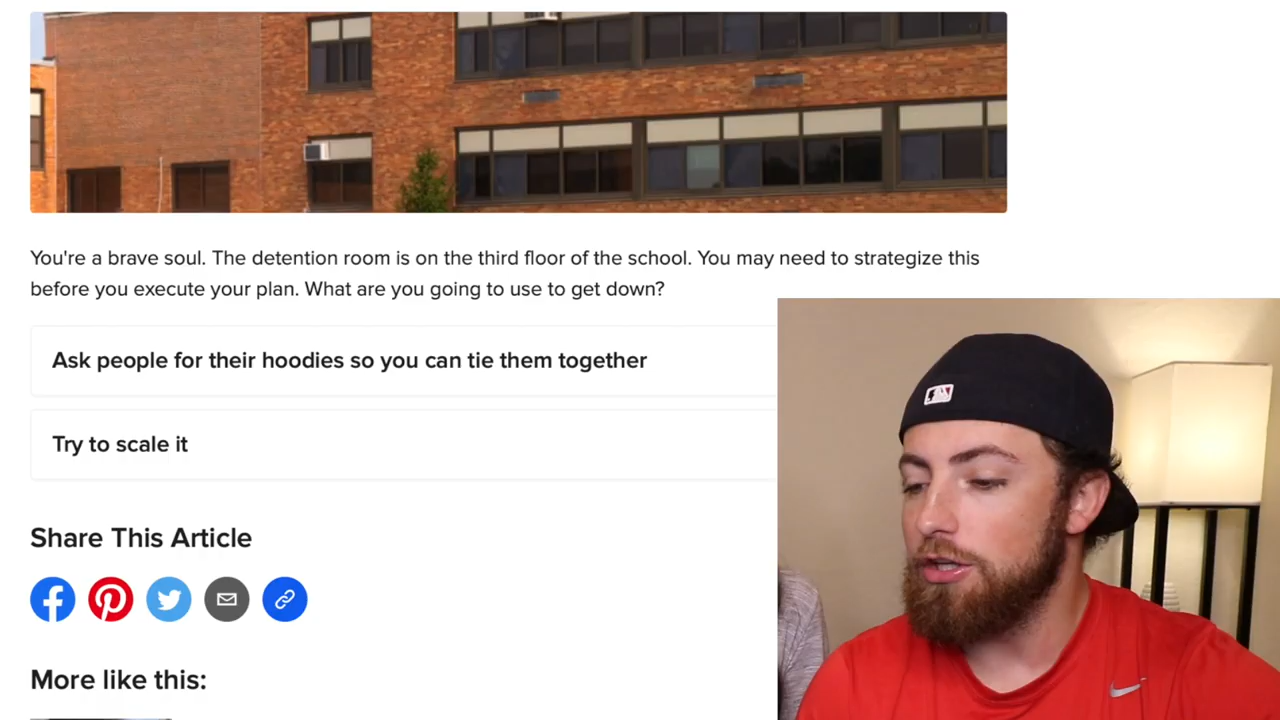 You're a brave soul. The detention room is on the third floor of the school. You may need to strategize this
before you execute your plan. What are you going to use to get down?
Ask people for their hoodies so you can tie them together
Try to scale it
Share This Article
More like this: